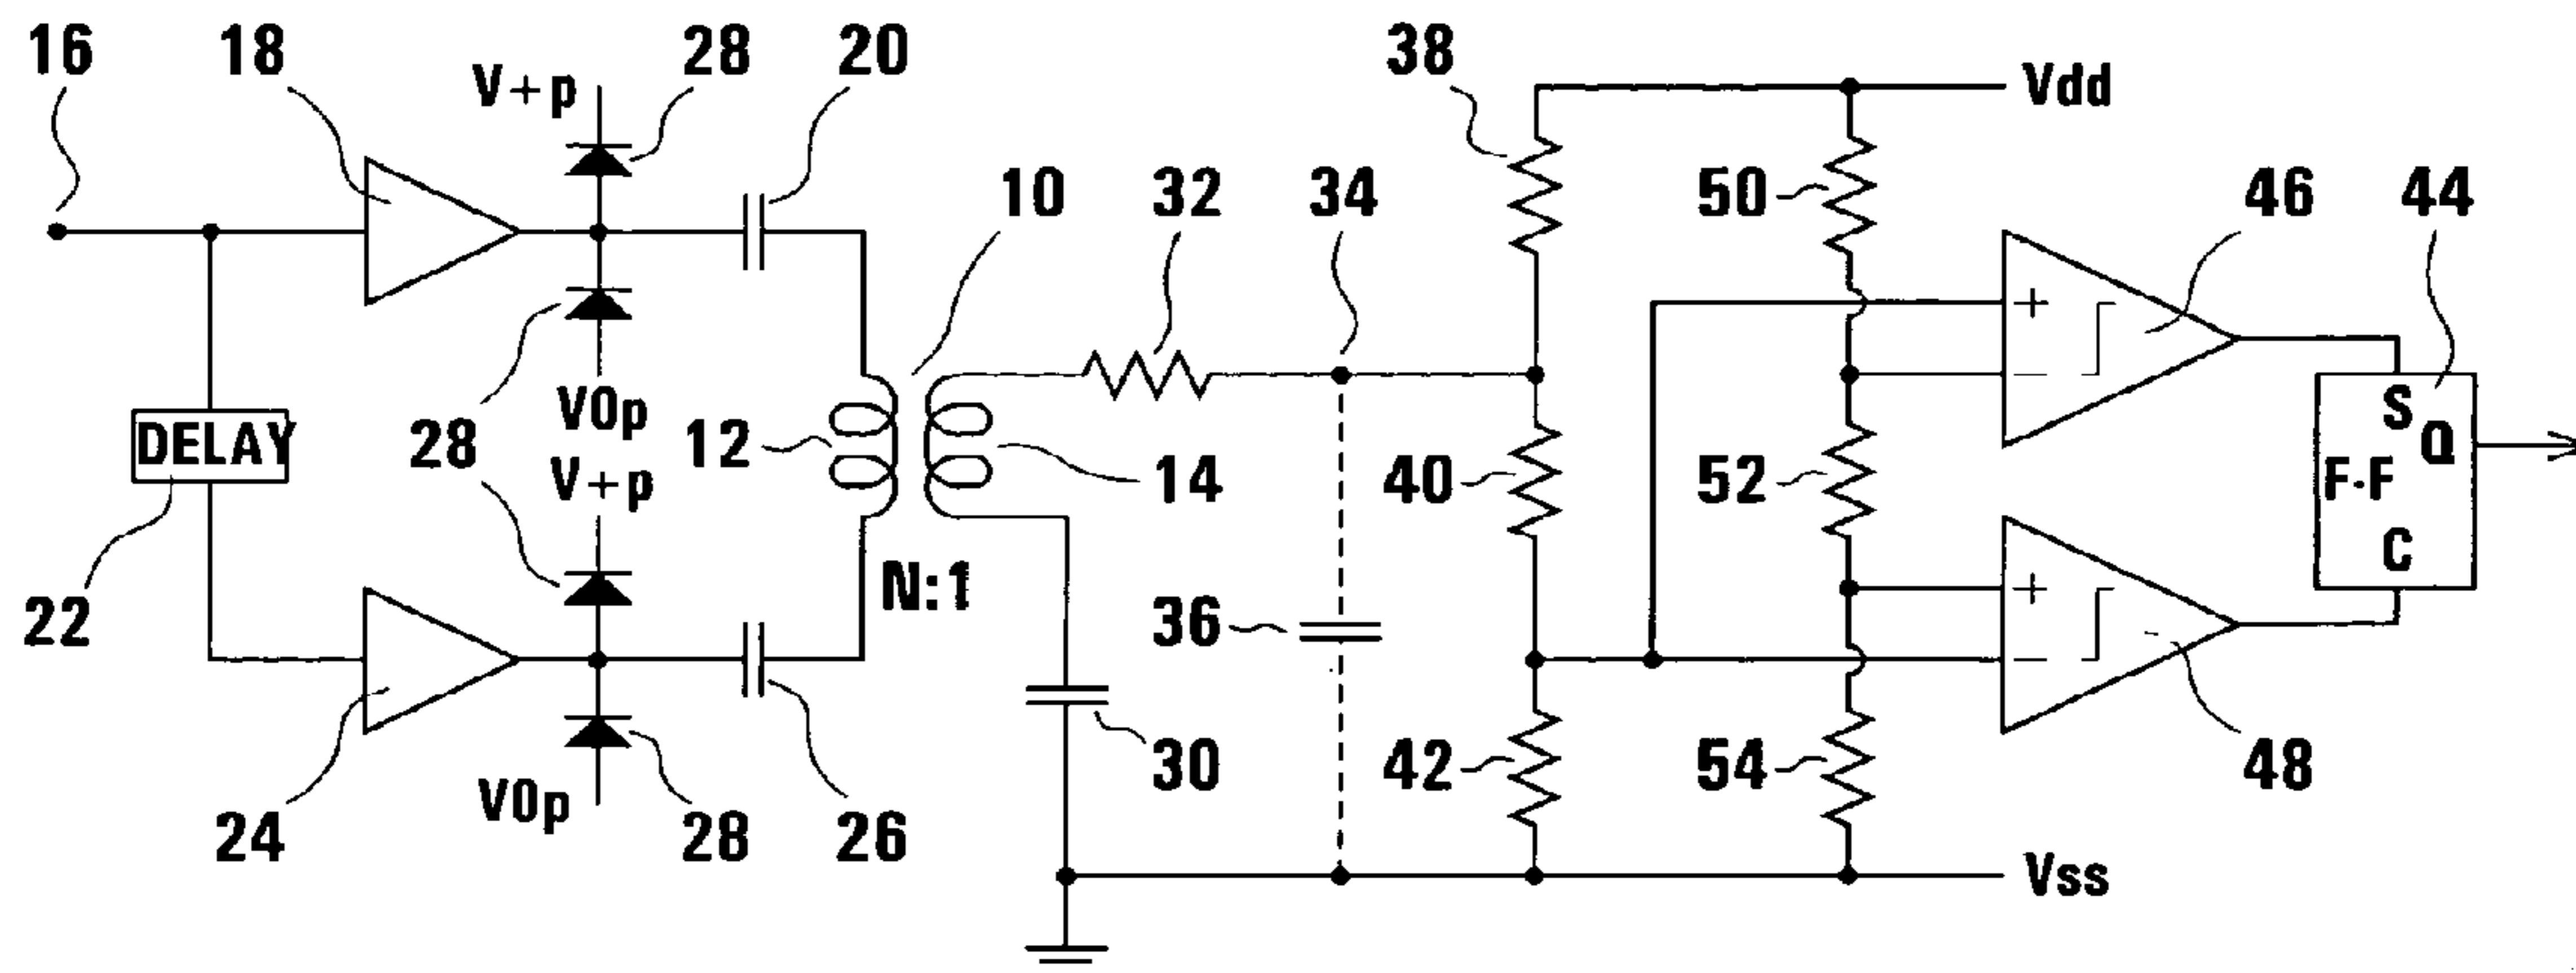 16 18 28 20 38
V+p Vdd
10 32 34 50 46 44
V0p
28 12 14 40 52 S
DELAY Q
V+p F·F
C
22 N:1 36
30 42 54 48
V0p
24 28 26 Vss